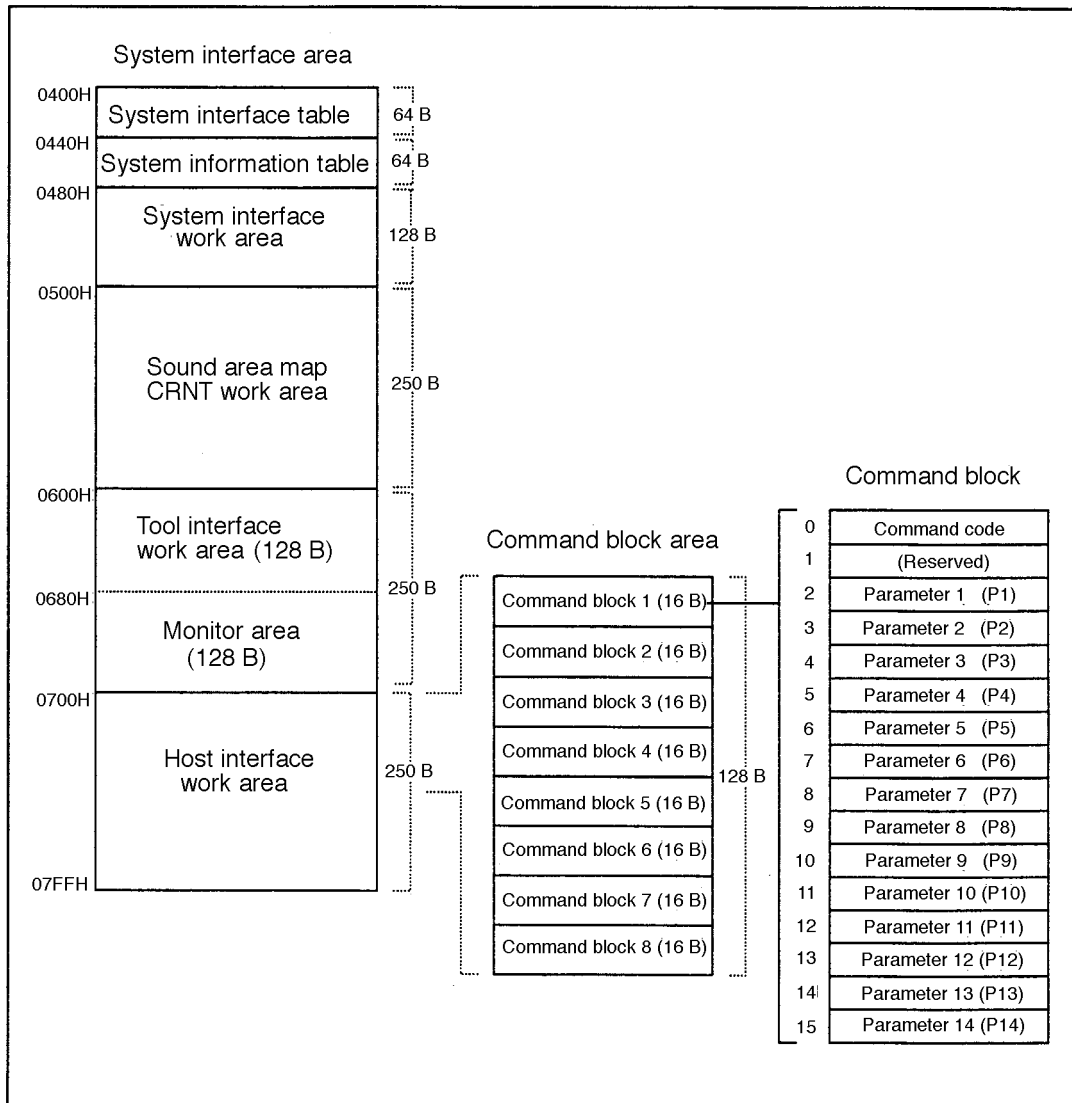 System interface area
0400H
System interface table
64 B
0440H
System information table
64 B
0480H
System interface
work area
128 B
0500H
Sound area map
CRNT work area
250 B
0600H
Tool interface
work area (128 B)
250 B
0680H
Monitor area
(128 B)
0700H
Host interface
work area
250 B
07FFH
Command block area
Command block 1 (16 B)
Command block 2 (16 B)
Command block 3 (16 B)
Command block 4 (16 B)
Command block 5 (16 B)
Command block 6 (16 B)
Command block 7 (16 B)
Command block 8 (16 B)
128 B
Command block
0 Command code
1 (Reserved)
2 Parameter 1 (P1)
3 Parameter 2 (P2)
4 Parameter 3 (P3)
5 Parameter 4 (P4)
6 Parameter 5 (P5)
7 Parameter 6 (P6)
8 Parameter 7 (P7)
9 Parameter 8 (P8)
10 Parameter 9 (P9)
11 Parameter 10 (P10)
12 Parameter 11 (P11)
13 Parameter 12 (P12)
14 Parameter 13 (P13)
15 Parameter 14 (P14)